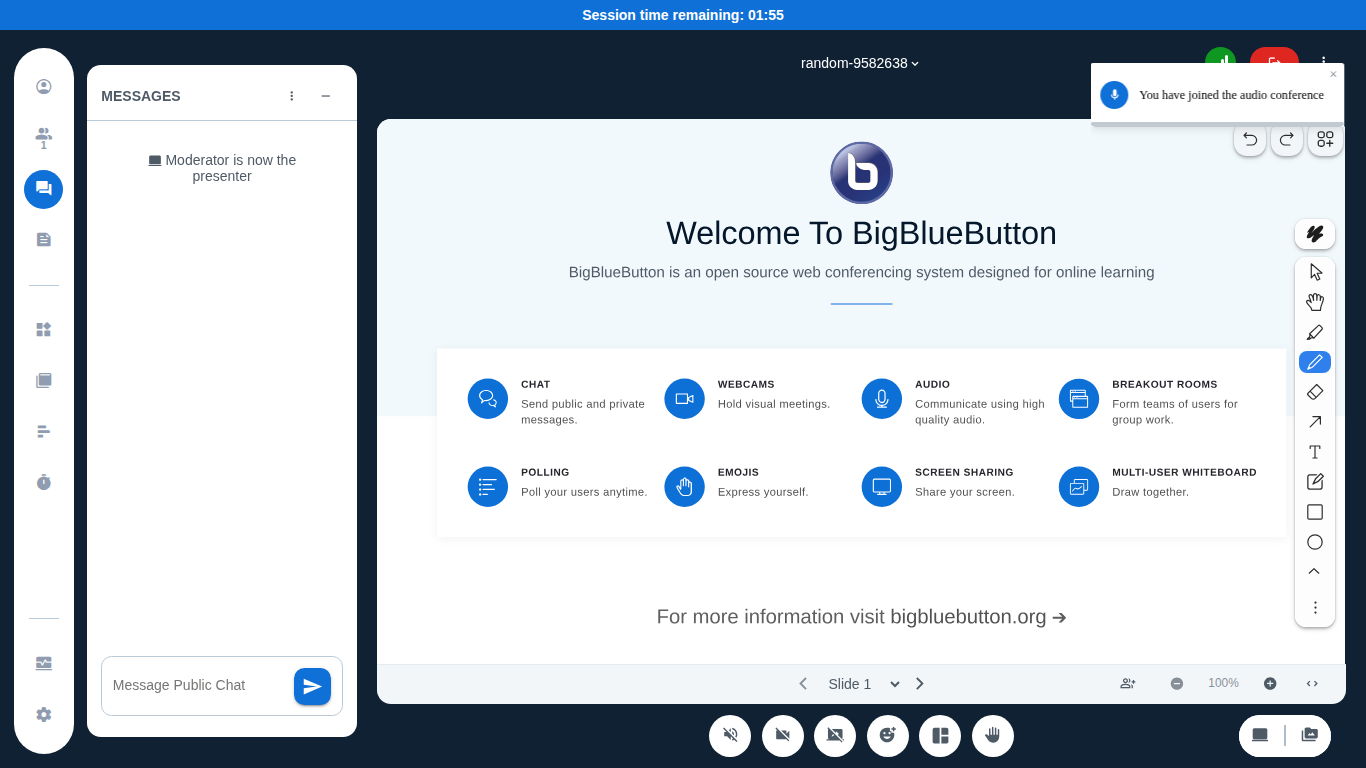 Session time remaining: 01:55
random-9582638
You have joined the audio conference
1
MESSAGES
Moderator is now the
presenter
Message Public Chat
Welcome To BigBlueButton
BigBlueButton is an open source web conferencing system designed for online learning
CHAT
Send public and private
messages.
WEBCAMS
Hold visual meetings.
AUDIO
Communicate using high
quality audio.
BREAKOUT ROOMS
Form teams of users for
group work.
POLLING
Poll your users anytime.
EMOJIS
Express yourself.
SCREEN SHARING
Share your screen.
MULTI-USER WHITEBOARD
Draw together.
For more information visit bigbluebutton.org ➔
Slide 1
100%